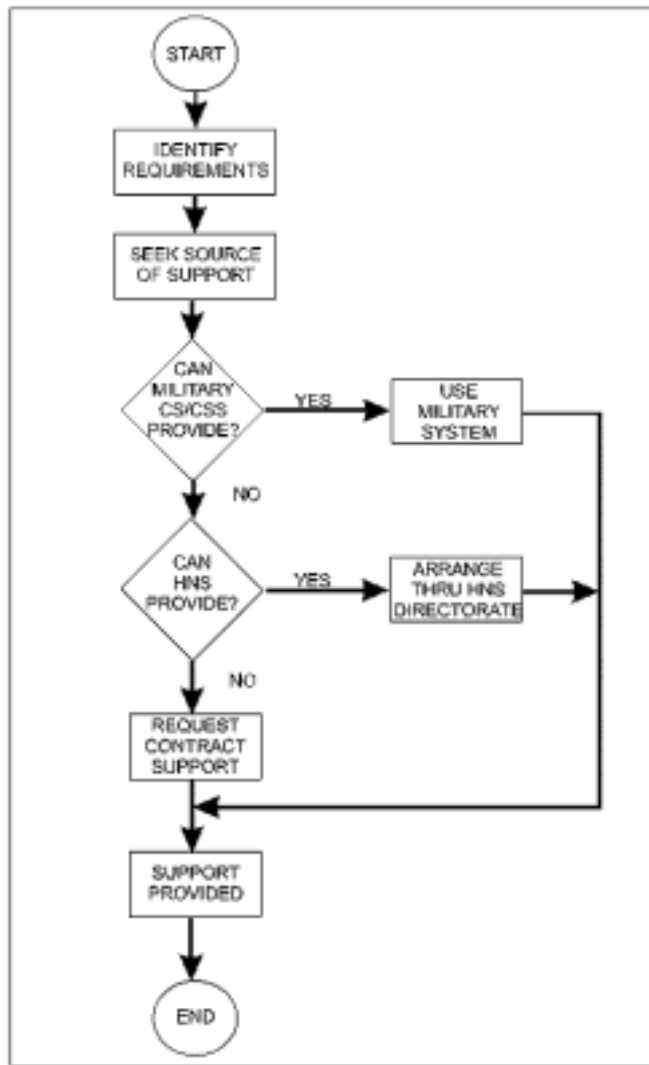 START
IDENTIFY
REQUIREMENTS
SEEK SOURCE
OF SUPPORT
CAN
MILITARY
CS/CSS
PROVIDE?
YES
USE
MILITARY
SYSTEM
NO
CAN
HNS
PROVIDE?
YES
ARRANGE
THRU HNS
DIRECTORATE
NO
REQUEST
CONTRACT
SUPPORT
SUPPORT
PROVIDED
END